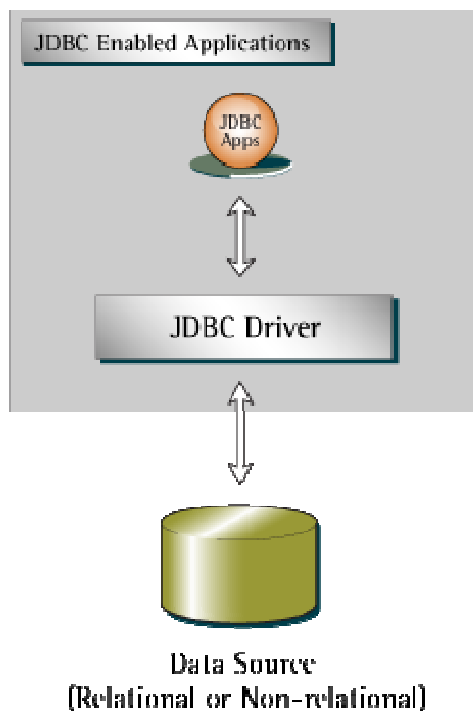 JDBC Enabled Applications
JDBC
Apps
JDBC Driver
Data Source
(Relational or Non-relational)